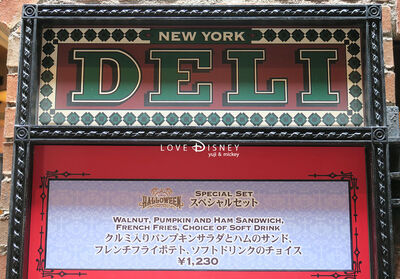 NEW YORK
DELI
LOVE DISNEY
yuji & mickey
HALLOWEEN
SPECIAL SET
スペシャルセット
WALNUT, PUMPKIN AND HAM SANDWICH,
FRENCH FRIES, CHOICE OF SOFT DRINK
クルミ入りパンプキンサラダとハムのサンド、
フレンチフライポテト、ソフトドリンクのチョイス
¥1,230